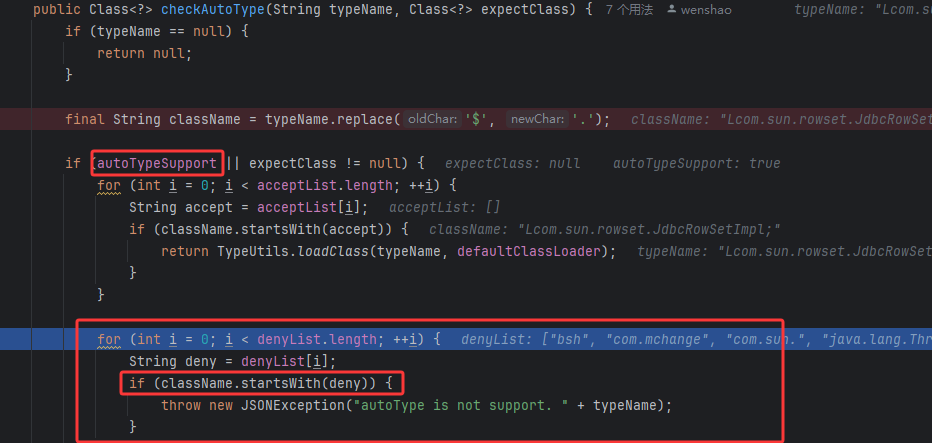 public Class<?> checkAutoType(String typeName, Class<?> expectClass) { 7 个用法 wenshao typeName: "Lcom.su
if (typeName == null) {
return null;
}
final String className = typeName.replace( oldChar: '$', newChar: '.'); className: "Lcom.sun.rowset.JdbcRowSet
if (autoTypeSupport || expectClass != null) { expectClass: null autoTypeSupport: true
for (int i = 0; i < acceptList.length; ++i) {
String accept = acceptList[i]; acceptList: []
if (className.startsWith(accept)) { className: "Lcom.sun.rowset.JdbcRowSetImpl;"
return TypeUtils.loadClass(typeName, defaultClassLoader); typeName: "Lcom.sun.rowset.JdbcRowSet
}
}
for (int i = 0; i < denyList.length; ++i) { denyList: ["bsh", "com.mchange", "com.sun.", "java.lang.Thr
String deny = denyList[i];
if (className.startsWith(deny)) {
throw new JSONException("autoType is not support. " + typeName);
}